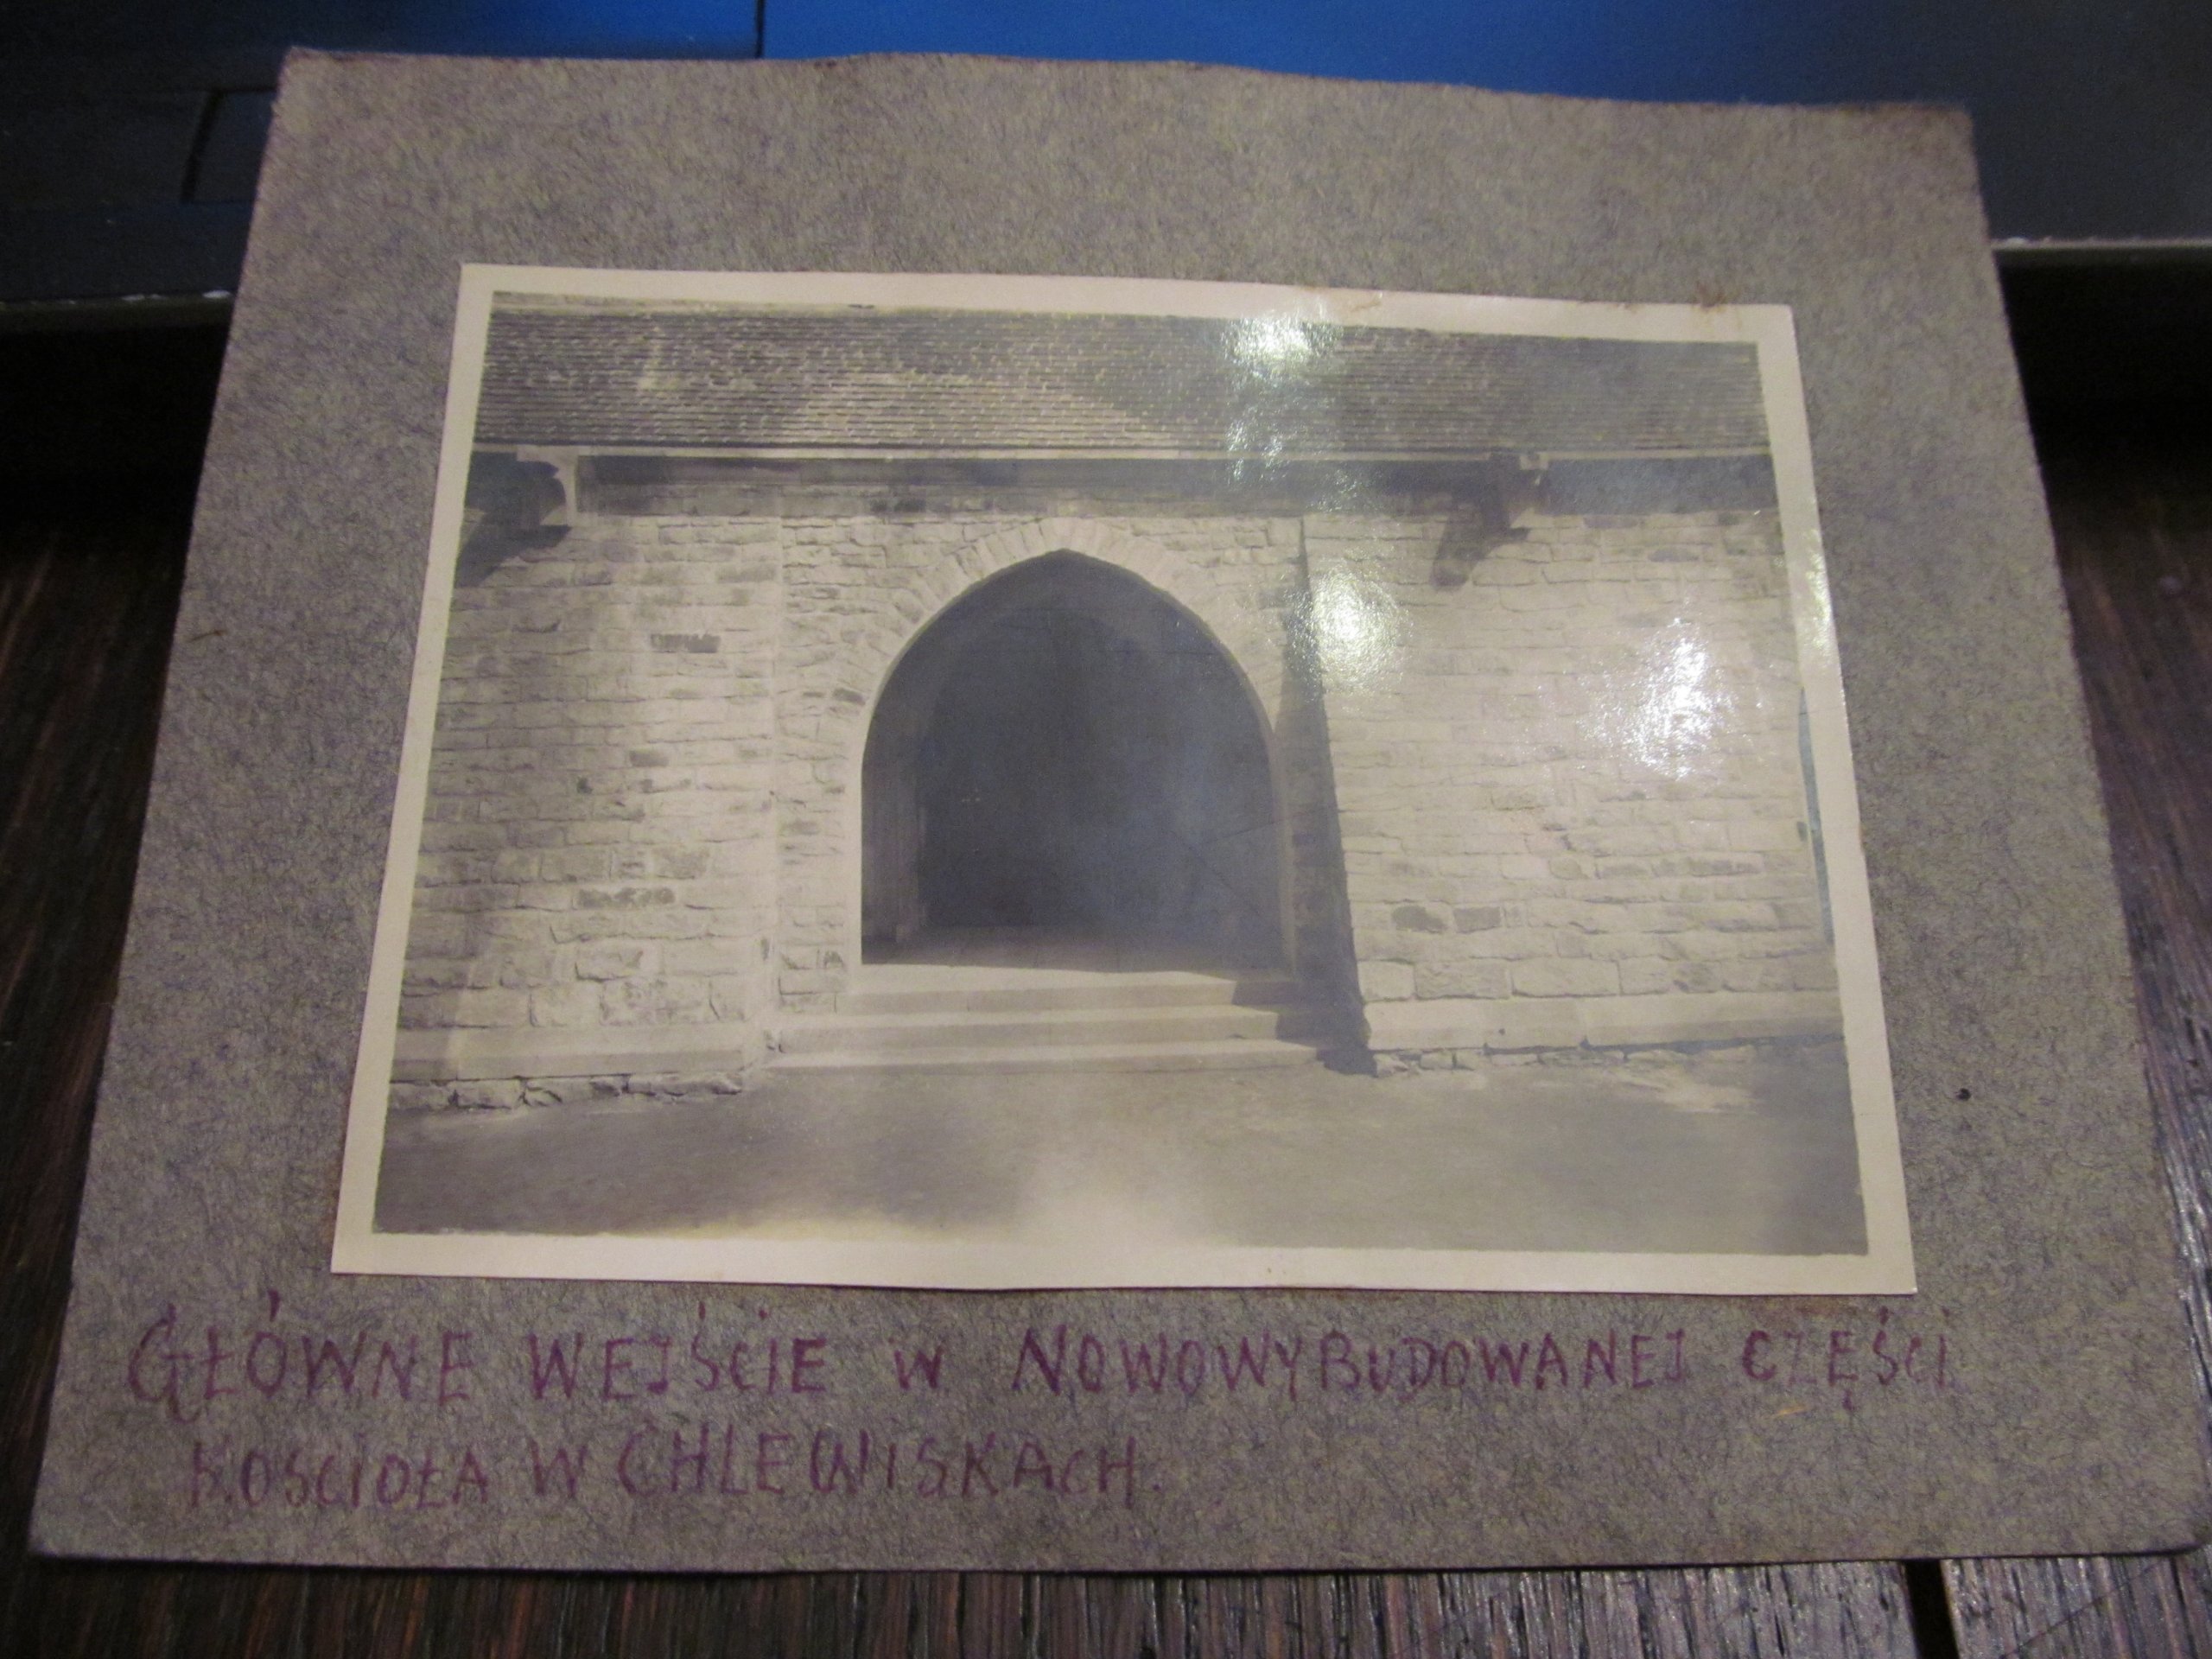 GŁÓWNE WEJŚCIE W NOWOWYBUDOWANEJ CZĘŚCI
KOŚCIOŁA W CHLEWISKACH.